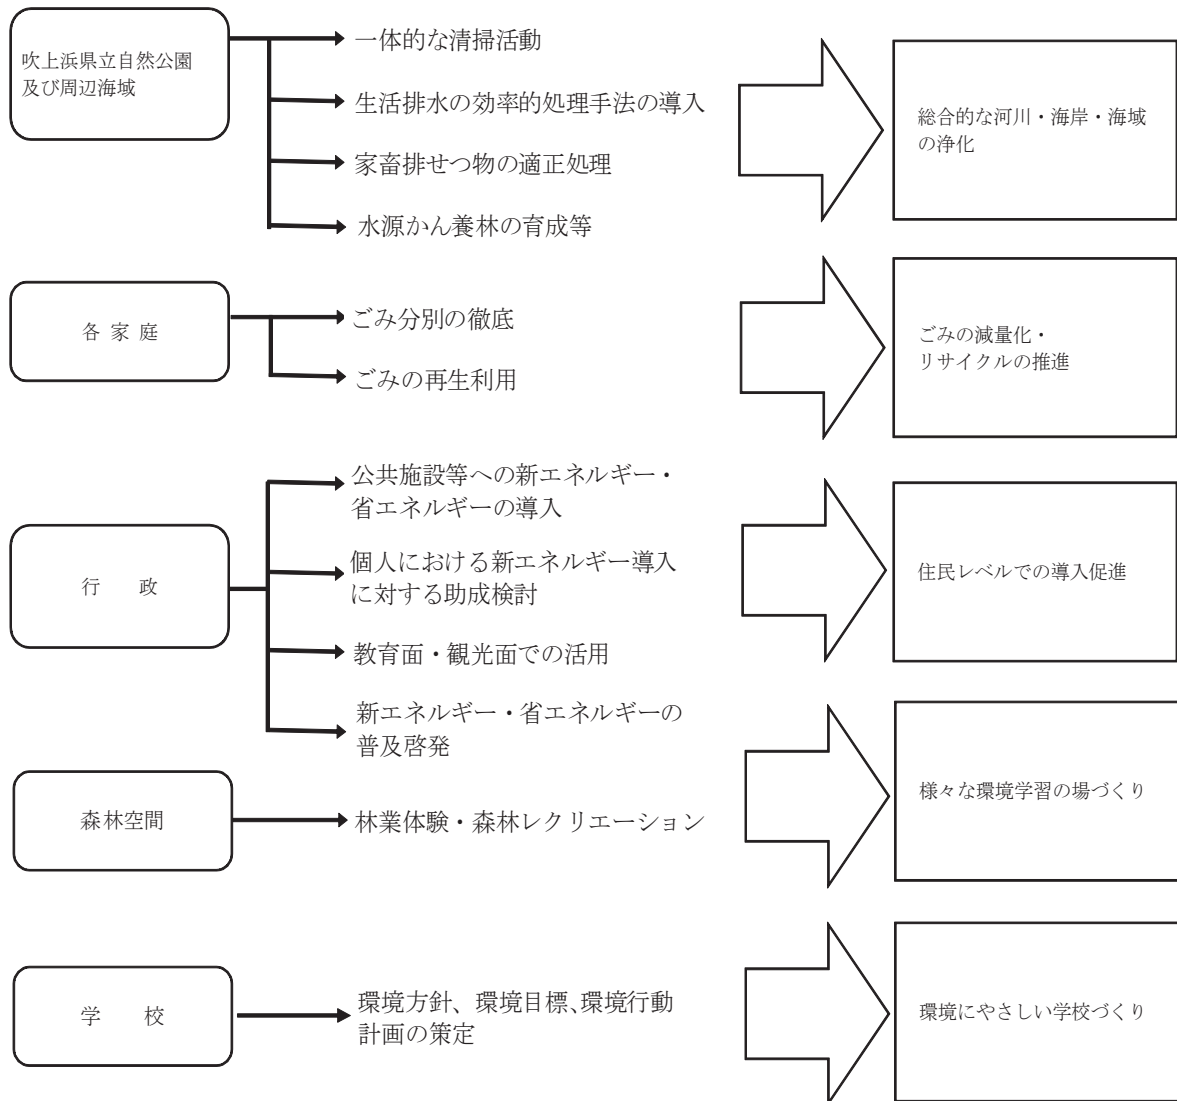 吹上浜県立自然公園
及び周辺海域
一体的な清掃活動
生活排水の効率的処理手法の導入
家畜排せつ物の適正処理
水源かん養林の育成等
総合的な河川・海岸・海域
の浄化
各 家 庭
ごみ分別の徹底
ごみの再生利用
ごみの減量化・
リサイクルの推進
行　政
公共施設等への新エネルギー・
省エネルギーの導入
個人における新エネルギー導入
に対する助成検討
教育面・観光面での活用
新エネルギー・省エネルギーの
普及啓発
住民レベルでの導入促進
森林空間
林業体験・森林レクリエーション
様々な環境学習の場づくり
学　校
環境方針、環境目標、環境行動
計画の策定
環境にやさしい学校づくり